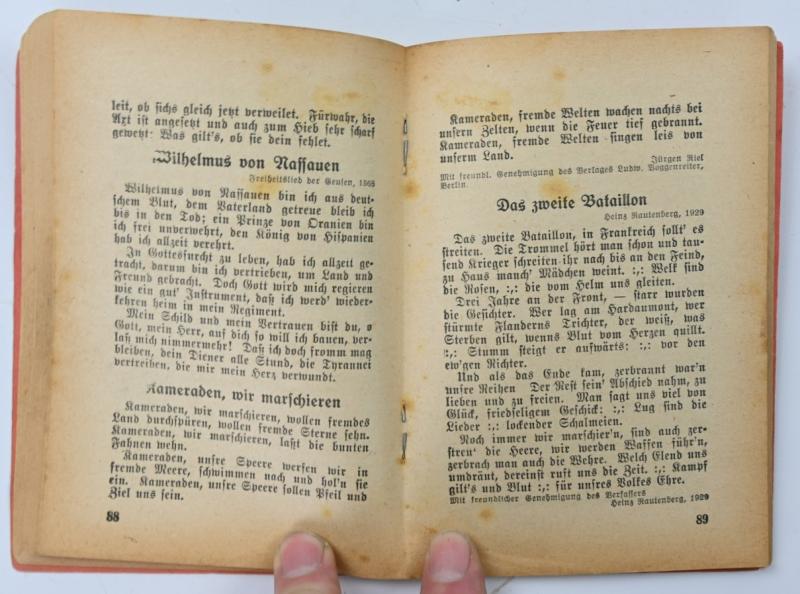 leit, ob sichs gleich jetzt verweilet. Fürwahr, die
Axt ist angesetzt und auch zum Hieb sehr scharf
gewetzt: Was gilt's, ob sie dein fehlet.
Wilhelmus von Nassauen
Freiheitslied der Geusen, 1568
Wilhelmus von Nassauen bin ich aus deut-
schem Blut, dem Vaterland getreue bleib ich
bis in den Tod; ein Prinze von Oranien bin
ich frei unverwehrt, den König von Hispanien
hab ich allzeit verehrt.
In Gottesfurcht zu leben, hab ich allzeit ge-
tracht, darum bin ich vertrieben, um Land und
Freund gebracht. Doch Gott wird mich regieren
wie ein gut' Instrument, daß ich werd' wieder-
kehren heim in mein Regiment.
Mein Schild und mein Vertrauen bist du, o
Gott, mein Herr, auf dich so will ich bauen, ver-
laß mich nimmermehr! Daß ich doch fromm mag
bleiben, dein Diener alle Stund, die Tyrannei
vertreiben, die mir mein Herz verwundt.
Kameraden, wir marschieren
Kameraden, wir marschieren, wollen fremdes
Land durchspüren, wollen fremde Sterne sehn.
Kameraden, wir marschieren, laßt die bunten
Fahnen wehn.
Kameraden, unsre Speere werfen wir in
fremde Meere, schwimmen nach und hol'n sie
ein. Kameraden, unsre Speere sollen Pfeil und
Ziel uns sein.
88
Kameraden, fremde Welten wachen nachts bei
unsern Zelten, wenn die Feuer tief gebrannt.
Kameraden, fremde Welten singen leis von
unserm Land.
Jürgen Riel
Mit freundl. Genehmigung des Verlages Ludw. Voggenreiter,
Berlin
Das zweite Bataillon
Heinz Rautenberg, 1929
Das zweite Bataillon, in Frankreich sollt' es
streiten. Die Trommel hört man schon und tau-
send Krieger schreiten ihr nach bis an den Feind,
zu Haus manch' Mädchen weint. :,: Welk sind
die Rosen, :,: die vom Helm uns gleiten.
Drei Jahre an der Front, — starr wurden
die Gesichter. Wer lag am Hardaumont, wer
stürmte Flanderns Trichter, der weiß, was
Sterben gilt, wenns Blut vom Herzen quillt.
:,: Stumm steigt er aufwärts: :,: vor den
ew'gen Richter.
Und als das Ende kam, zerbrannt war'n
unsre Reihen Der Rest sein' Abschied nahm, zu
lieben und zu freien. Man sagt uns viel von
Glück, friedseligem Geschick: :,: Lug sind die
Lieder :,: lockender Schalmeien.
Noch immer wir marschier'n, sind auch zer-
streu' die Heere, wir werden Waffen führ'n,
zerbrach man auch die Wehre. Welch Elend uns
umdräut, dereinst ruft uns die Zeit. :,: Kampf
gilt's und Blut :,: für unsres Volkes Ehre.
Mit freundlicher Genehmigung des Verfassers
Heinz Rautenberg, 1929
89